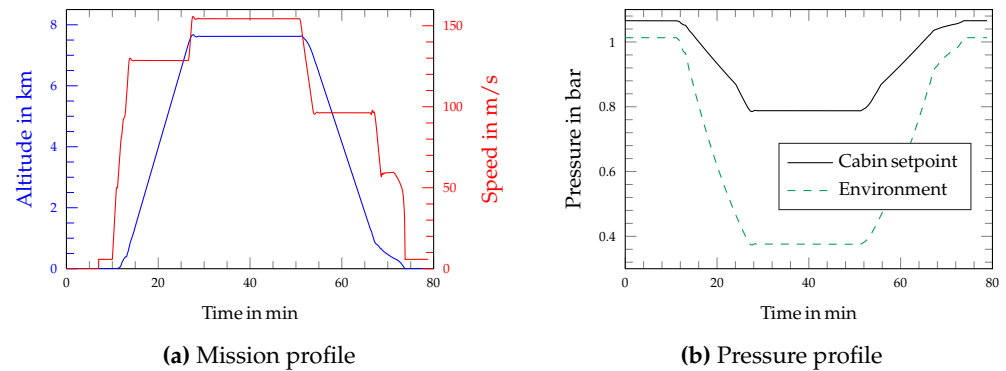 8
6
4
2
0
Altitude in km
150
100
50
0
Speed in m/s
0
20
40
60
80
Time in min
(a) Mission profile
1
0.8
0.6
0.4
Pressure in bar
Cabin setpoint
Environment
0
20
40
60
80
Time in min
(b) Pressure profile